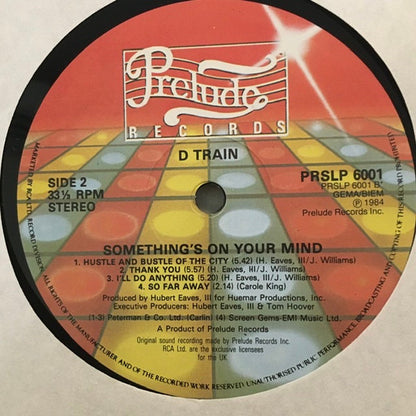 Prelude
RECORDS
D TRAIN
SIDE 2
33⅓ RPM
STEREO
PRSLP 6001
PRSLP 6001 B
GEMA/BIEM
℗ 1984
Prelude Records Inc.
SOMETHING'S ON YOUR MIND
1. HUSTLE AND BUSTLE OF THE CITY (5.42) (H. Eaves, III/J. Williams)
2. THANK YOU (5.57) (H. Eaves, III/J. Williams)
3. I'LL DO ANYTHING (5.20) (H. Eaves, III/J. Williams)
4. SO FAR AWAY (2.14) (Carole King)
Produced by Hubert Eaves, III for Huemar Productions, Inc.
Executive Producers: Hubert Eaves, III & Tom Hoover
(1-3) Peterman & Co. Ltd. (Carlin) (4) Screen Gems-EMI Music Ltd.
A Product of Prelude Records
Original sound recording made by Prelude Records Inc.
RCA Ltd. are the exclusive licensees
for the UK
ALL RIGHTS OF THE MANUFACTURER AND OF THE RECORDED WORK RESERVED. UNAUTHORISED PUBLIC PERFORMANCE, BROADCASTING AND COPYING OF THIS RECORD PROHIBITED.